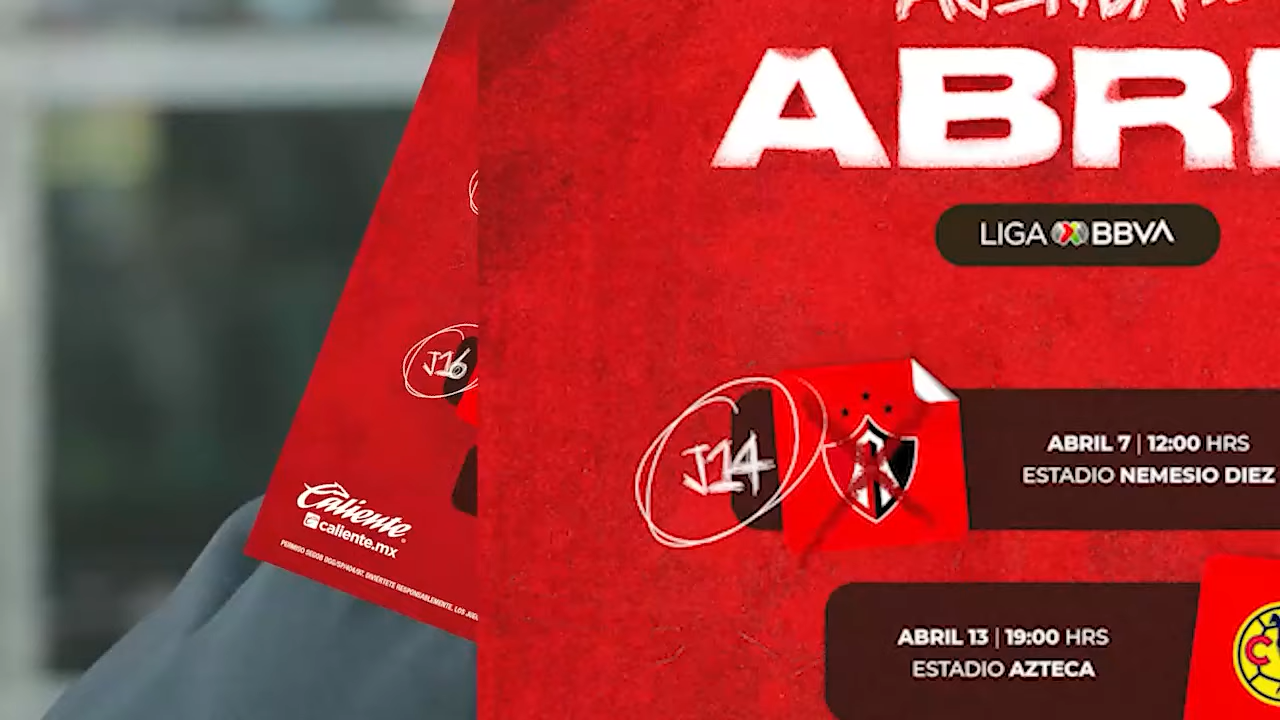 ABRI
LIGA BBVA
J16
J14
ABRIL 7 | 12:00 HRS
ESTADIO NEMESIO DIEZ
ABRIL 13 | 19:00 HRS
ESTADIO AZTECA
Caliente
caliente.mx